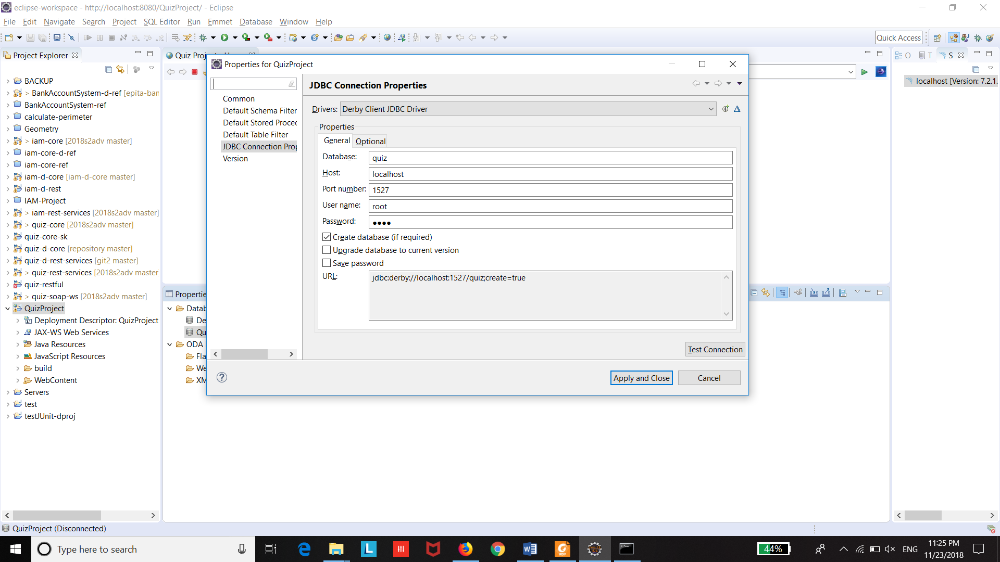 eclipse-workspace - http://localhost:8080/QuizProject/ - Eclipse
File Edit Navigate Search Project SQL Editor Run Emmet Database Window Help
Quick Access
Project Explorer
BACKUP
> BankAccountSystem-d-ref [epita-ban
BankAccountSystem-ref
calculate-perimeter
Geometry
> iam-core [2018s2adv master]
iam-core-d-ref
iam-core-ref
iam-d-core [iam-d-core master]
iam-d-rest
IAM-Project
> iam-rest-services [2018s2adv master]
> quiz-core [2018s2adv master]
quiz-core-sk
quiz-d-core [repository master]
quiz-d-rest-services [git2 master]
> quiz-rest-services [2018s2adv master
quiz-restful
> quiz-soap-ws [2018s2adv master]
QuizProject
Deployment Descriptor: QuizProject
JAX-WS Web Services
Java Resources
JavaScript Resources
build
WebContent
Servers
test
testJUnit-dproj
Quiz Proj
Propertie
Datab
De
Qu
ODA
Fla
We
XM
Properties for QuizProject
Common
Default Schema Filter
Default Stored Proced
Default Table Filter
JDBC Connection Prop
Version
JDBC Connection Properties
Drivers: Derby Client JDBC Driver
Properties
General Optional
Database: quiz
Host: localhost
Port number: 1527
User name: root
Password: ●●●●
Create database (if required)
Upgrade database to current version
Save password
URL: jdbc:derby://localhost:1527/quiz;create=true
Test Connection
Apply and Close Cancel
O T S
localhost [Version: 7.2.1.
QuizProject (Disconnected)
Type here to search
44%
ENG
11:25 PM
11/23/2018